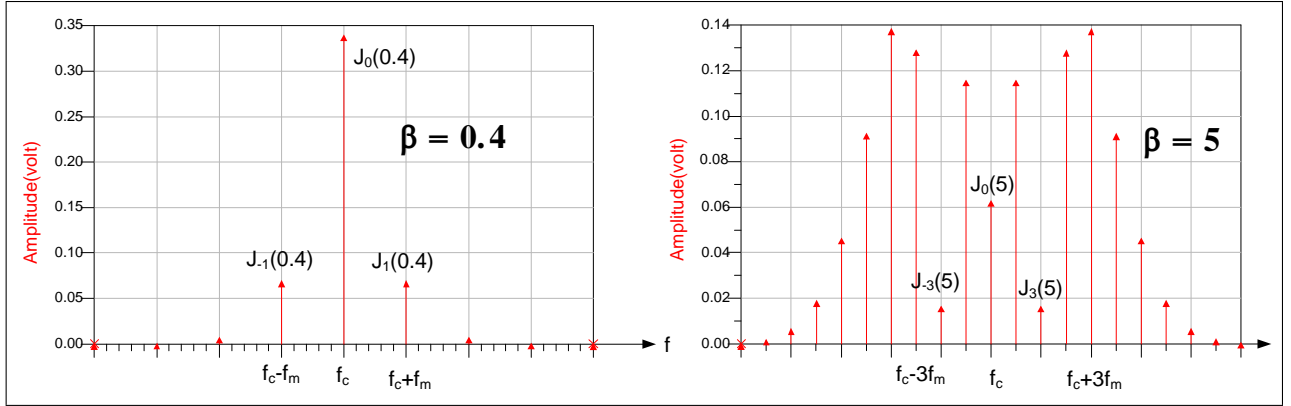 Amplitude(volt)
0.35
0.30
0.25
0.20
0.15
0.10
0.05
0.00
J0(0.4)
β = 0.4
J-1(0.4)
J1(0.4)
fc-fm
fc
fc+fm
f
Amplitude(volt)
0.14
0.12
0.10
0.08
0.06
0.04
0.02
0.00
β = 5
J0(5)
J-3(5)
J3(5)
fc-3fm
fc
fc+3fm